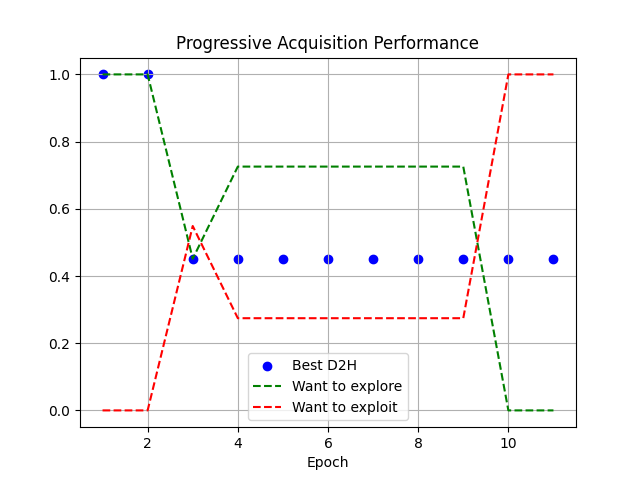 Progressive Acquisition Performance
1.0
0.8
0.6
0.4
0.2
0.0
Best D2H
Want to explore
Want to exploit
2 4 6 8 10
Epoch